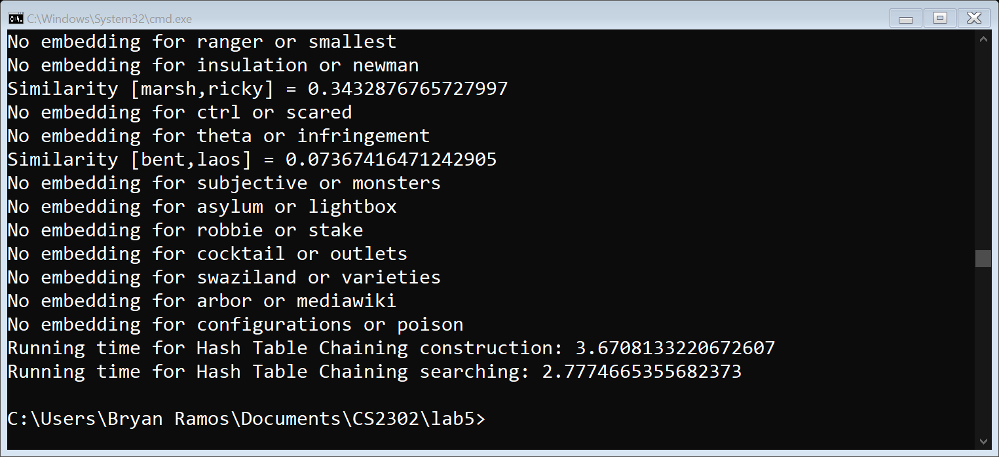 C:\Windows\System32\cmd.exe
No embedding for ranger or smallest
No embedding for insulation or newman
Similarity [marsh,ricky] = 0.3432876765727997
No embedding for ctrl or scared
No embedding for theta or infringement
Similarity [bent,laos] = 0.07367416471242905
No embedding for subjective or monsters
No embedding for asylum or lightbox
No embedding for robbie or stake
No embedding for cocktail or outlets
No embedding for swaziland or varieties
No embedding for arbor or mediawiki
No embedding for configurations or poison
Running time for Hash Table Chaining construction: 3.6708133220672607
Running time for Hash Table Chaining searching: 2.7774665355682373
C:\Users\Bryan Ramos\Documents\CS2302\lab5>